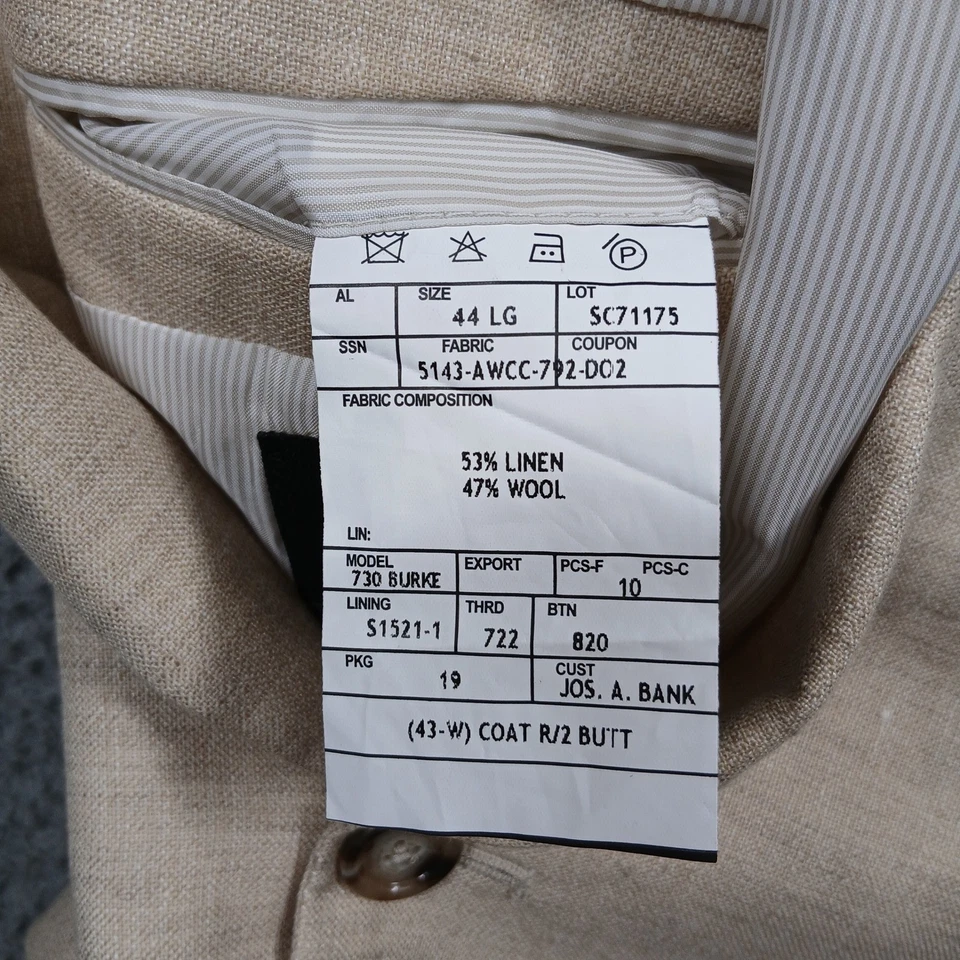 P
AL SIZE LOT
44 LG SC71175
SSN FABRIC COUPON
5143-AWCC-792-DO2
FABRIC COMPOSITION
53% LINEN
47% WOOL
LIN:
MODEL EXPORT PCS-F PCS-C
730 BURKE 10
LINING THRD BTN
S1521-1 722 820
PKG CUST
19 JOS. A. BANK
(43-W) COAT R/2 BUTT